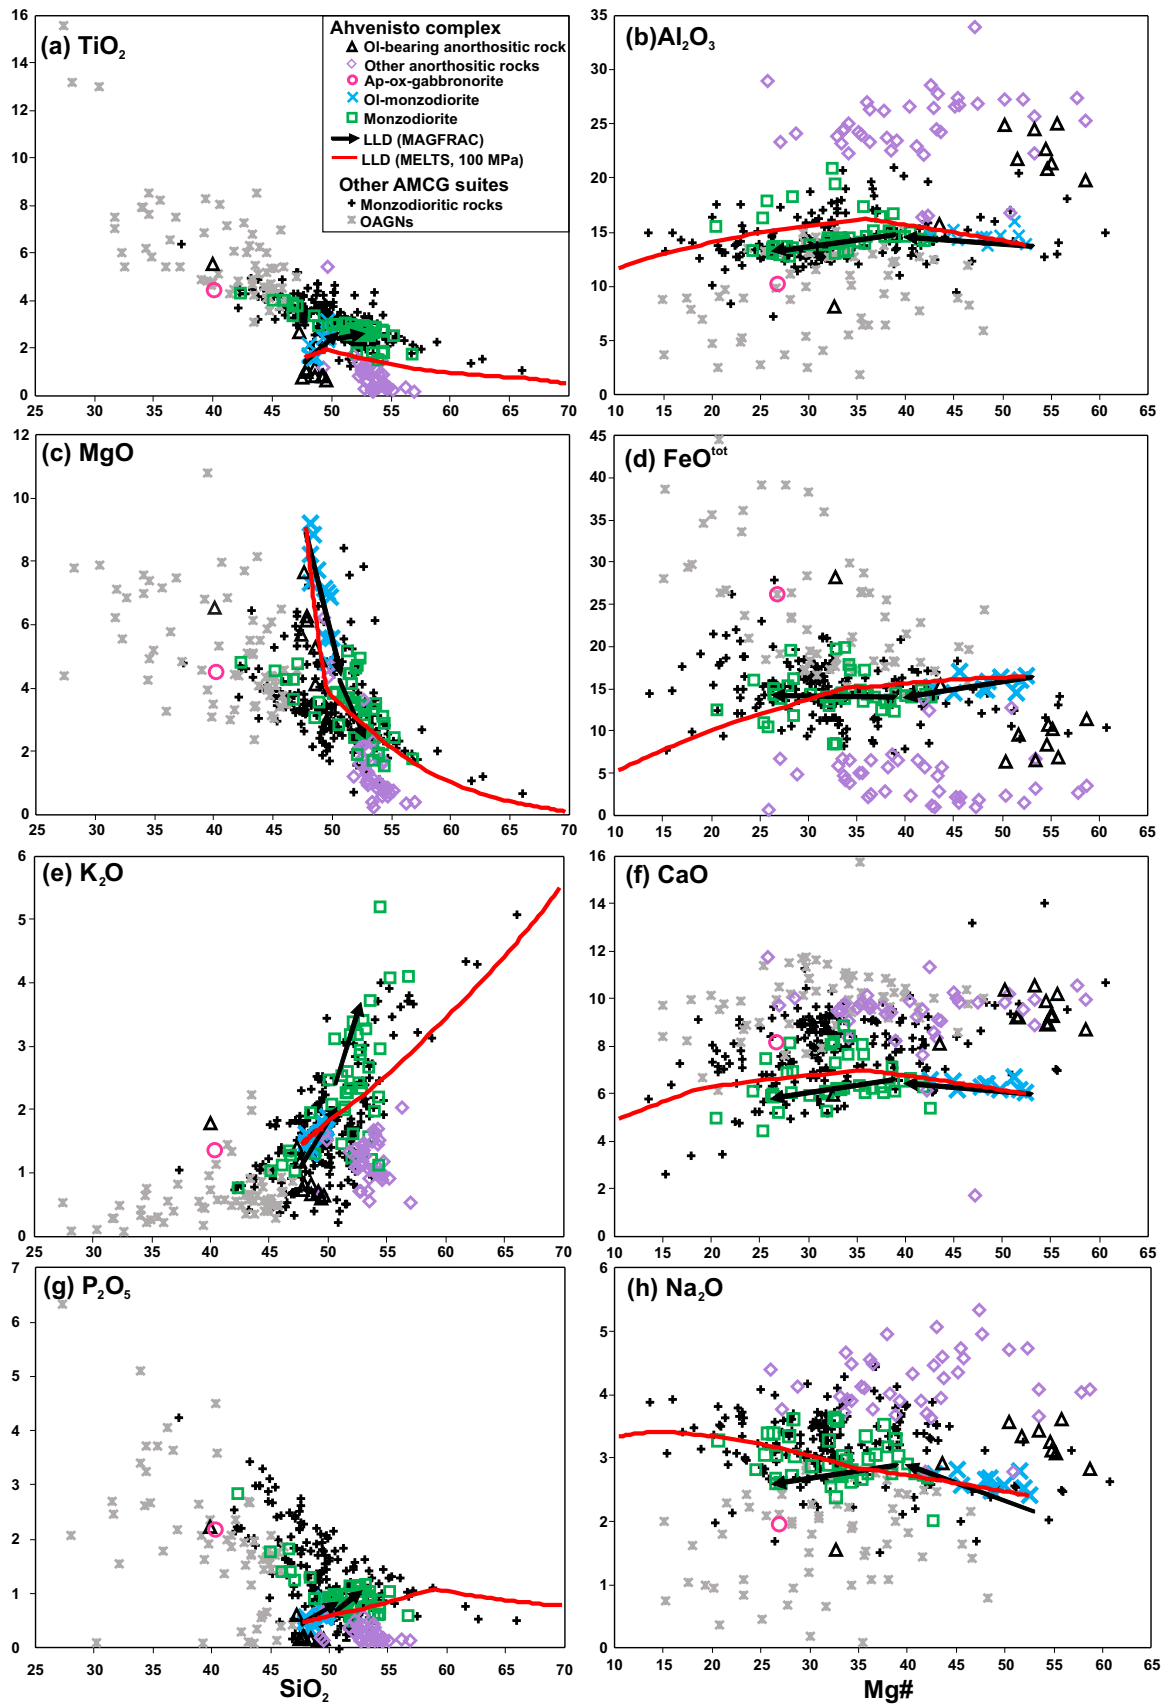 (a) TiO₂
16
14
12
10
8
6
4
2
0
25 30 35 40 45 50 55 60 65 70
Ahvenisto complex
Ol-bearing anorthositic rock
Other anorthositic rocks
Ap-ox-gabbronorite
Ol-monzodiorite
Monzodiorite
LLD (MAGFRAC)
LLD (MELTS, 100 MPa)
Other AMCG suites
Monzodioritic rocks
OAGNs
(b)Al₂O₃
35
30
25
20
15
10
5
0
10 15 20 25 30 35 40 45 50 55 60 65
(c) MgO
12
10
8
6
4
2
0
25 30 35 40 45 50 55 60 65 70
(d) FeOᵗᵒᵗ
45
40
35
30
25
20
15
10
5
0
10 15 20 25 30 35 40 45 50 55 60 65
(e) K₂O
6
5
4
3
2
1
0
25 30 35 40 45 50 55 60 65 70
(f) CaO
16
14
12
10
8
6
4
2
0
10 15 20 25 30 35 40 45 50 55 60 65
(g) P₂O₅
7
6
5
4
3
2
1
0
25 30 35 40 45 50 55 60 65 70
SiO₂
(h) Na₂O
6
5
4
3
2
1
0
10 15 20 25 30 35 40 45 50 55 60 65
Mg#